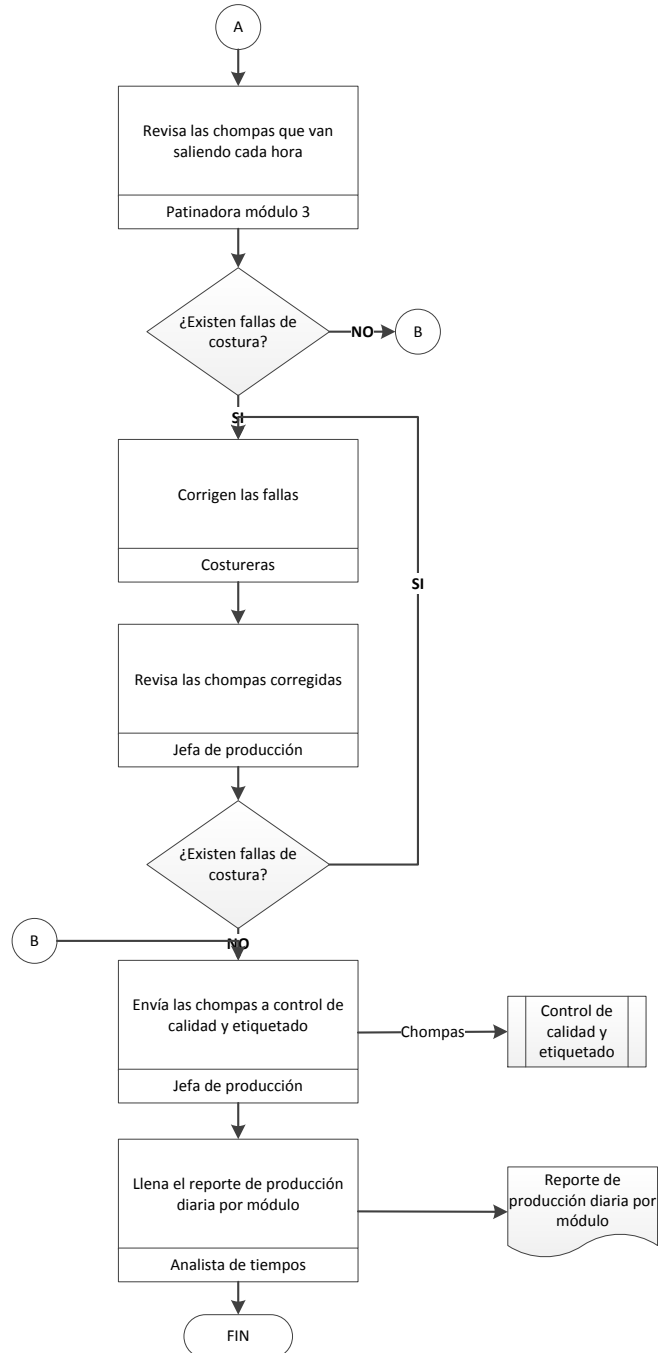 A
Revisa las chompas que van
saliendo cada hora
Patinadora módulo 3
¿Existen fallas de
costura?
NO
B
SI
Corrigen las fallas
Costureras
SI
Revisa las chompas corregidas
Jefa de producción
¿Existen fallas de
costura?
NO
B
Envía las chompas a control de
calidad y etiquetado
Jefa de producción
Chompas
Control de
calidad y
etiquetado
Llena el reporte de producción
diaria por módulo
Analista de tiempos
Reporte de
producción diaria por
módulo
FIN